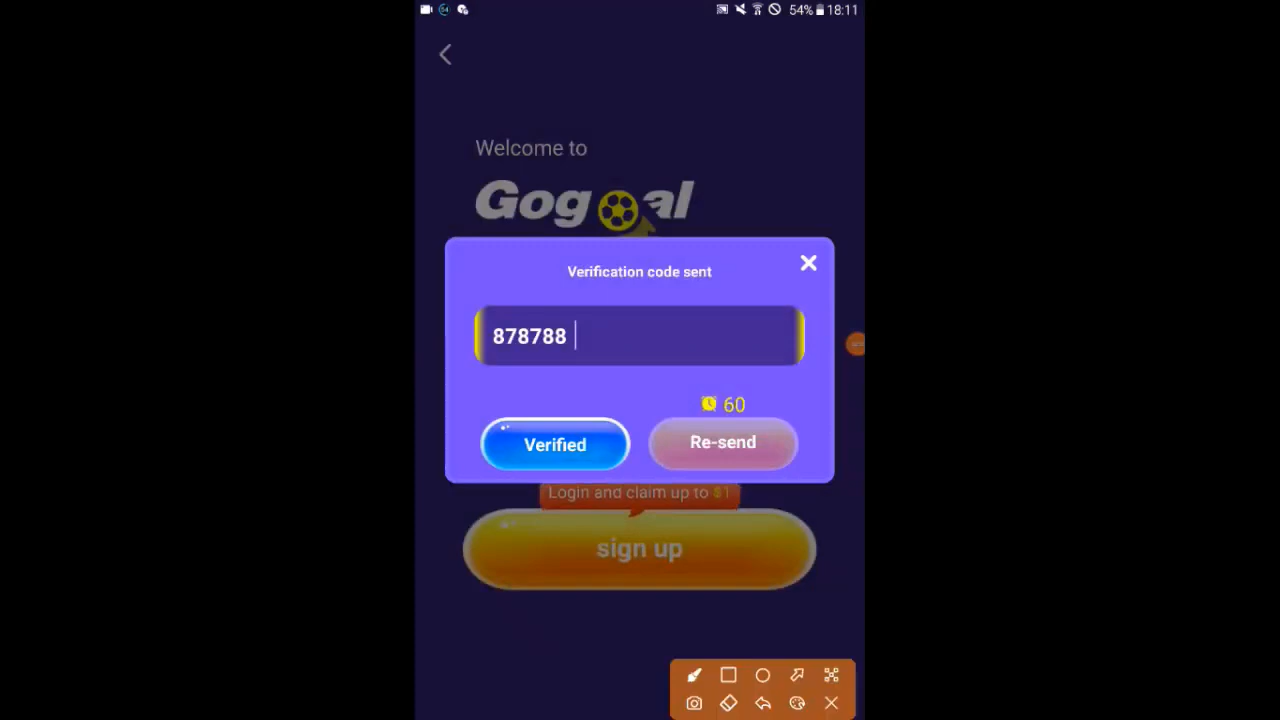 54% 18:11
Welcome to
Gogoal
Verification code sent
878788
60
Verified
Re-send
Login and claim up to $1
sign up